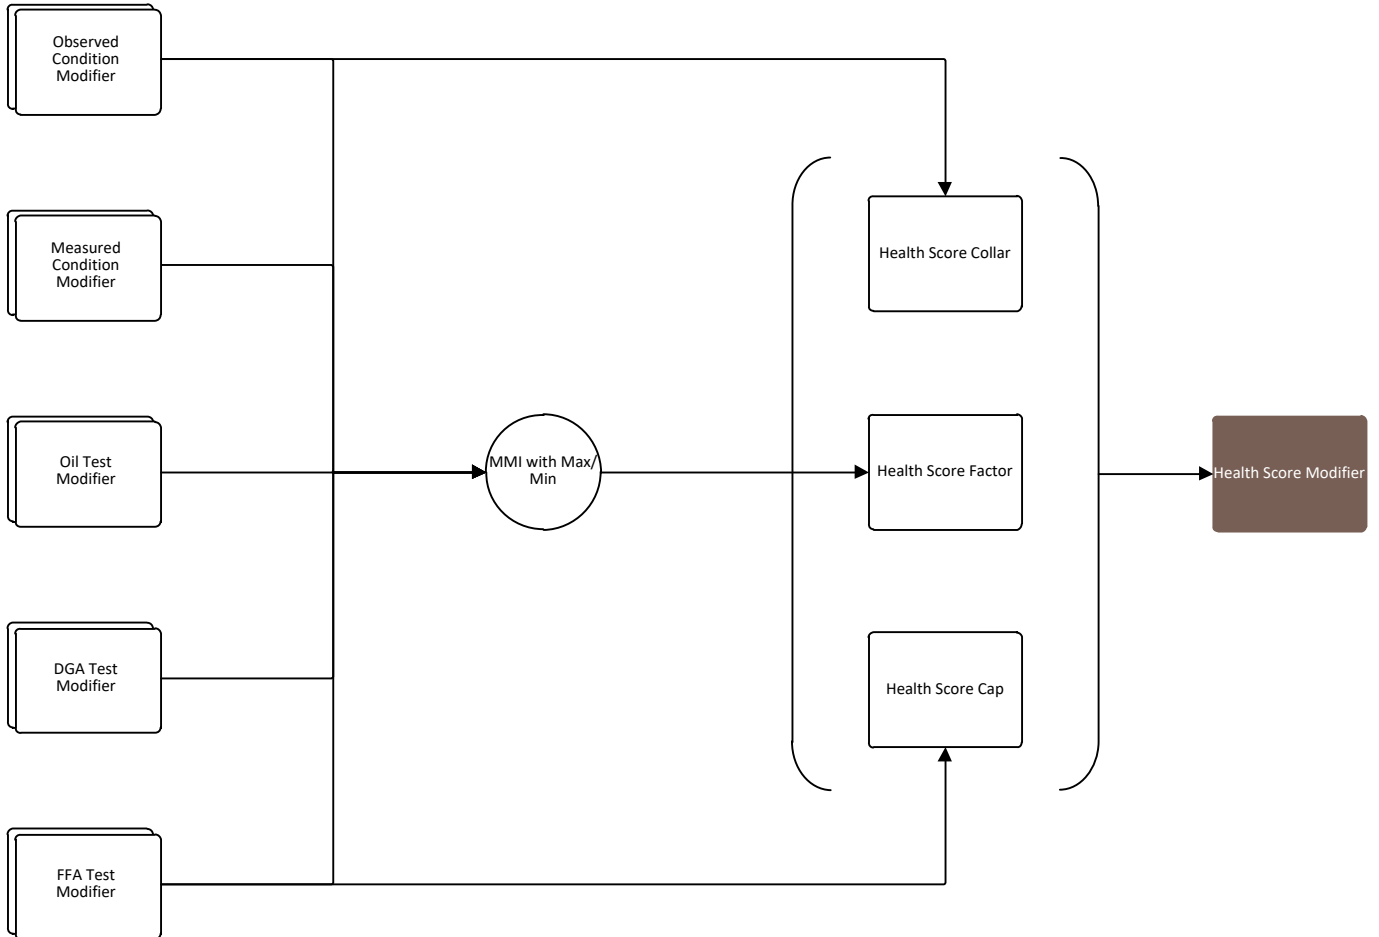 Observed
Condition
Modifier
Measured
Condition
Modifier
Oil Test
Modifier
DGA Test
Modifier
FFA Test
Modifier
MMI with Max/
Min
Health Score Collar
Health Score Factor
Health Score Cap
Health Score Modifier